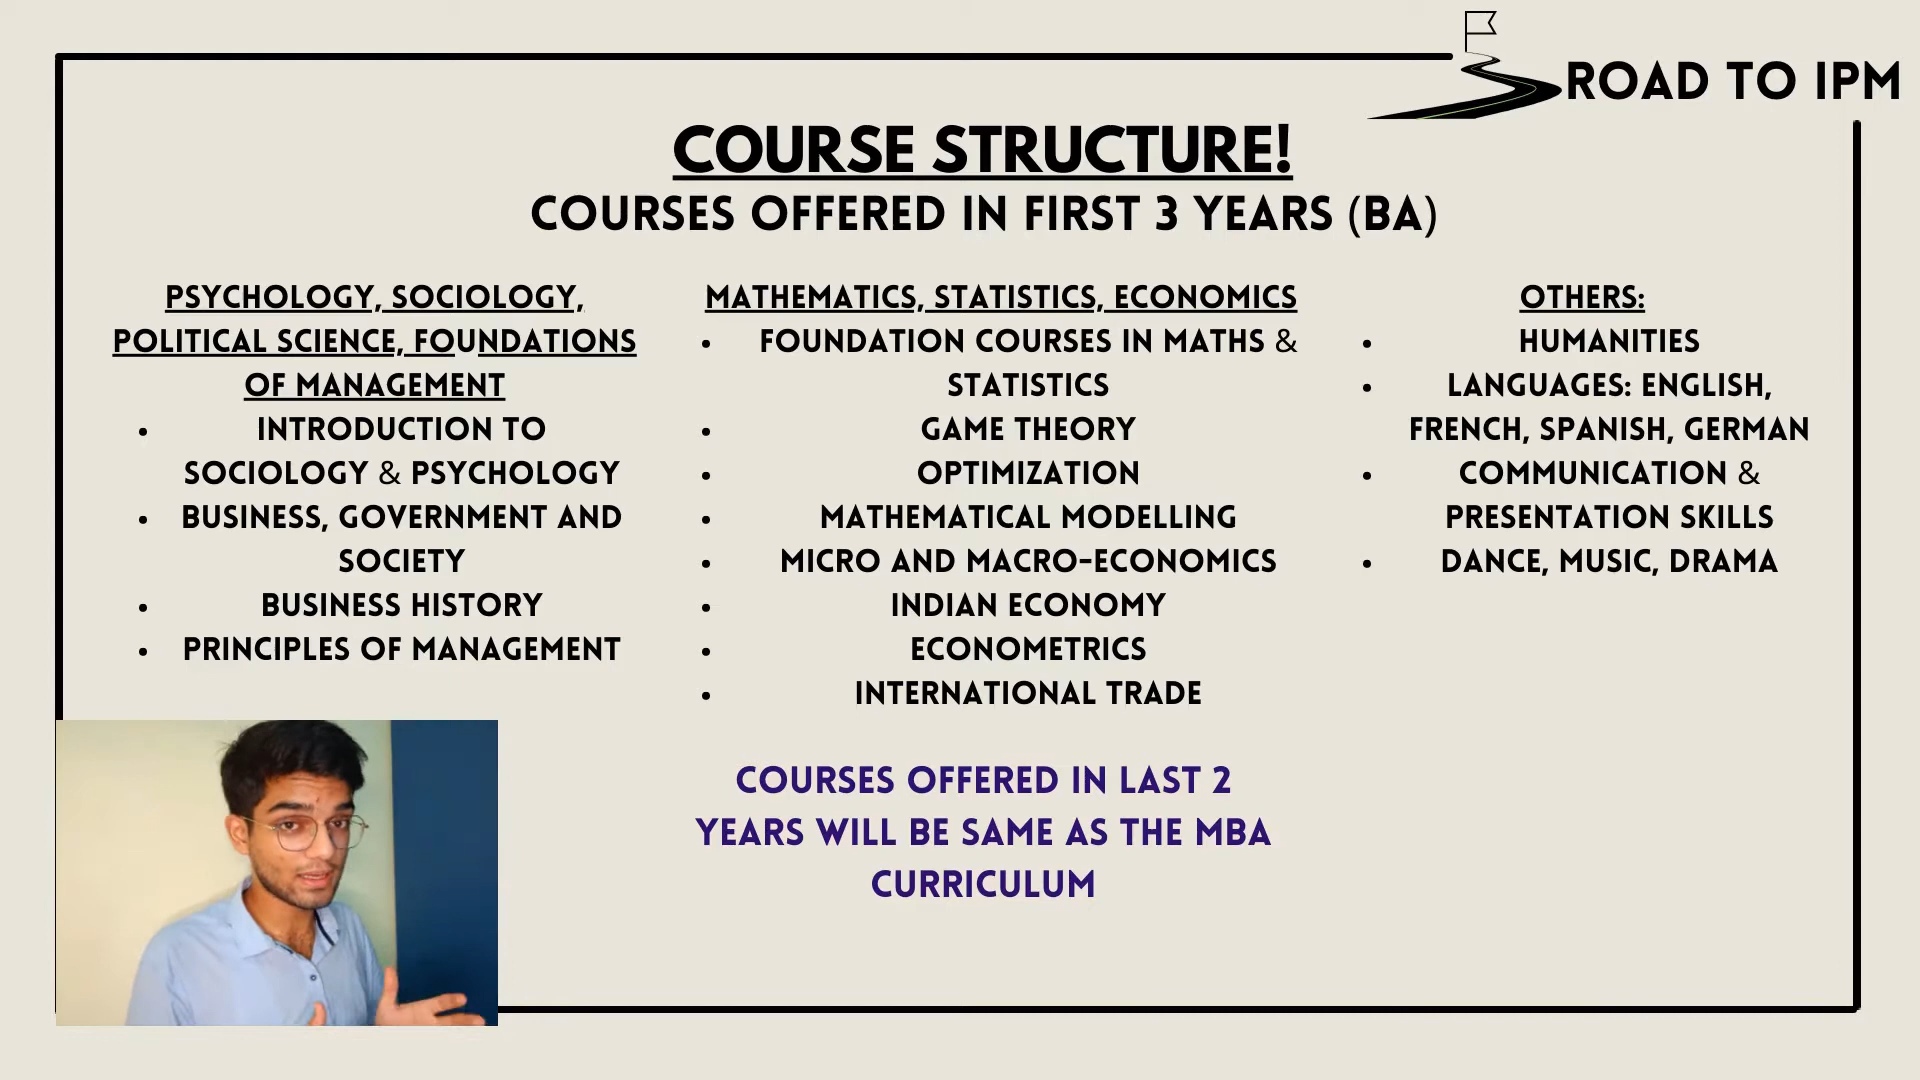 ROAD TO IPM
COURSE STRUCTURE!
COURSES OFFERED IN FIRST 3 YEARS (BA)
PSYCHOLOGY, SOCIOLOGY,
POLITICAL SCIENCE, FOUNDATIONS
OF MANAGEMENT
• INTRODUCTION TO
SOCIOLOGY & PSYCHOLOGY
• BUSINESS, GOVERNMENT AND
SOCIETY
• BUSINESS HISTORY
• PRINCIPLES OF MANAGEMENT
MATHEMATICS, STATISTICS, ECONOMICS
• FOUNDATION COURSES IN MATHS &
STATISTICS
• GAME THEORY
• OPTIMIZATION
• MATHEMATICAL MODELLING
• MICRO AND MACRO-ECONOMICS
• INDIAN ECONOMY
• ECONOMETRICS
• INTERNATIONAL TRADE
OTHERS:
• HUMANITIES
• LANGUAGES: ENGLISH,
FRENCH, SPANISH, GERMAN
• COMMUNICATION &
PRESENTATION SKILLS
• DANCE, MUSIC, DRAMA
COURSES OFFERED IN LAST 2
YEARS WILL BE SAME AS THE MBA
CURRICULUM